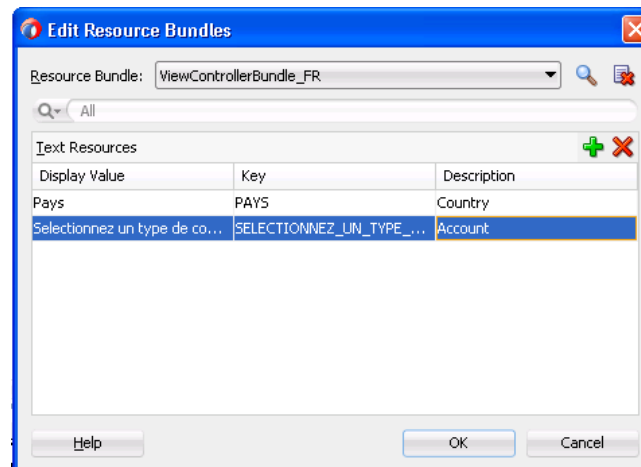 Edit Resource Bundles
Resource Bundle: ViewControllerBundle_FR
All
Text Resources
Display Value Key Description
Pays PAYS Country
Selectionnez un type de co... SELECTIONNEZ_UN_TYPE_... Account
Help OK Cancel